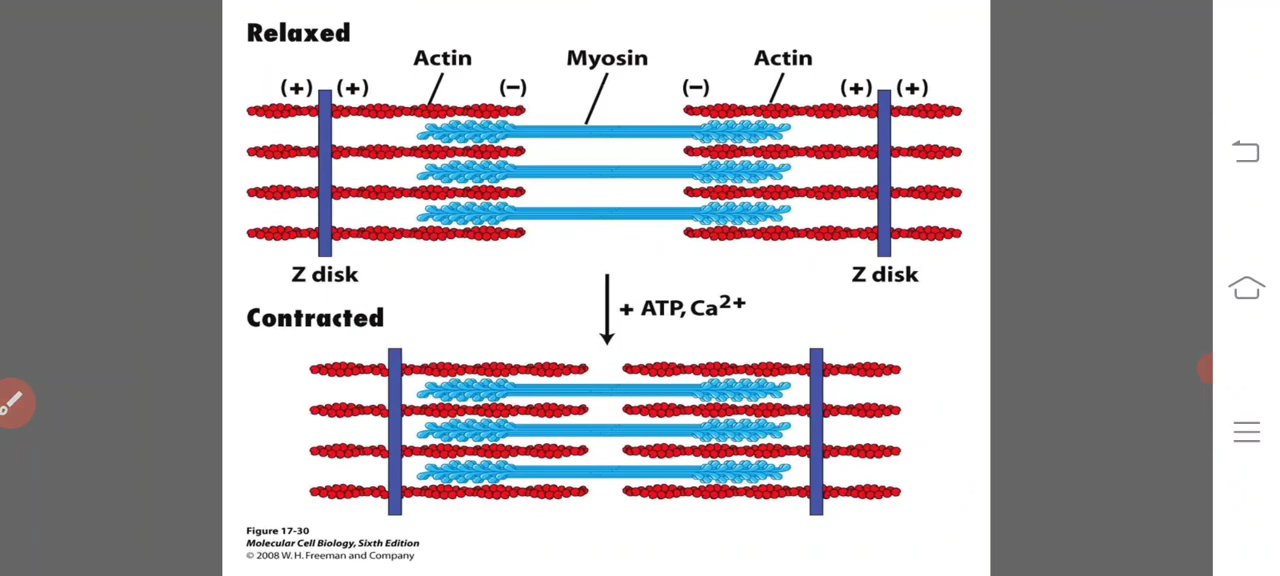 Relaxed
Actin Myosin Actin
(+) (+) (−) (−) (+) (+)
Z disk Z disk
+ ATP, Ca2+
Contracted
Figure 17-30
Molecular Cell Biology, Sixth Edition
© 2008 W. H. Freeman and Company